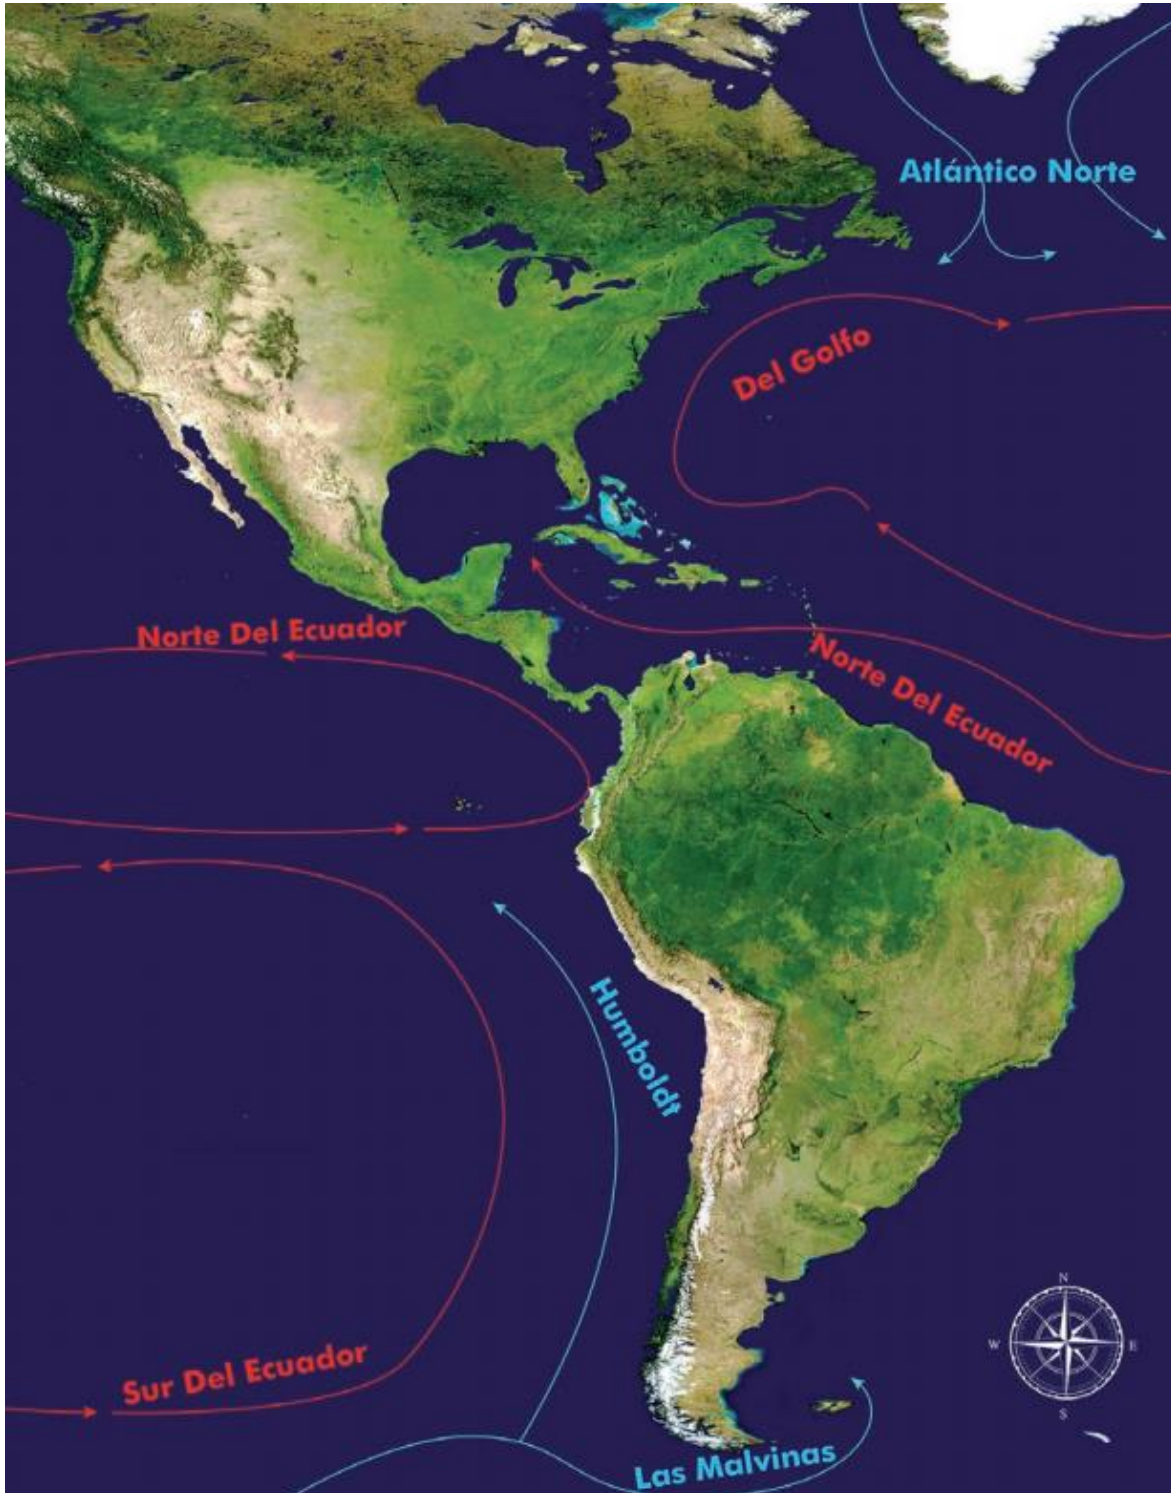 Atlántico Norte
Del Golfo
Norte Del Ecuador
Norte Del Ecuador
Humboldt
N
W
E
S
Sur Del Ecuador
Las Malvinas